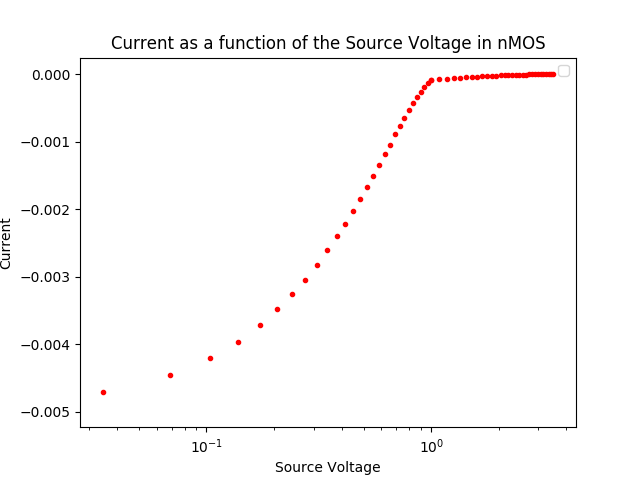 Current as a function of the Source Voltage in nMOS
0.000
−0.001
−0.002
−0.003
−0.004
−0.005
Current
10⁻¹
10⁰
Source Voltage